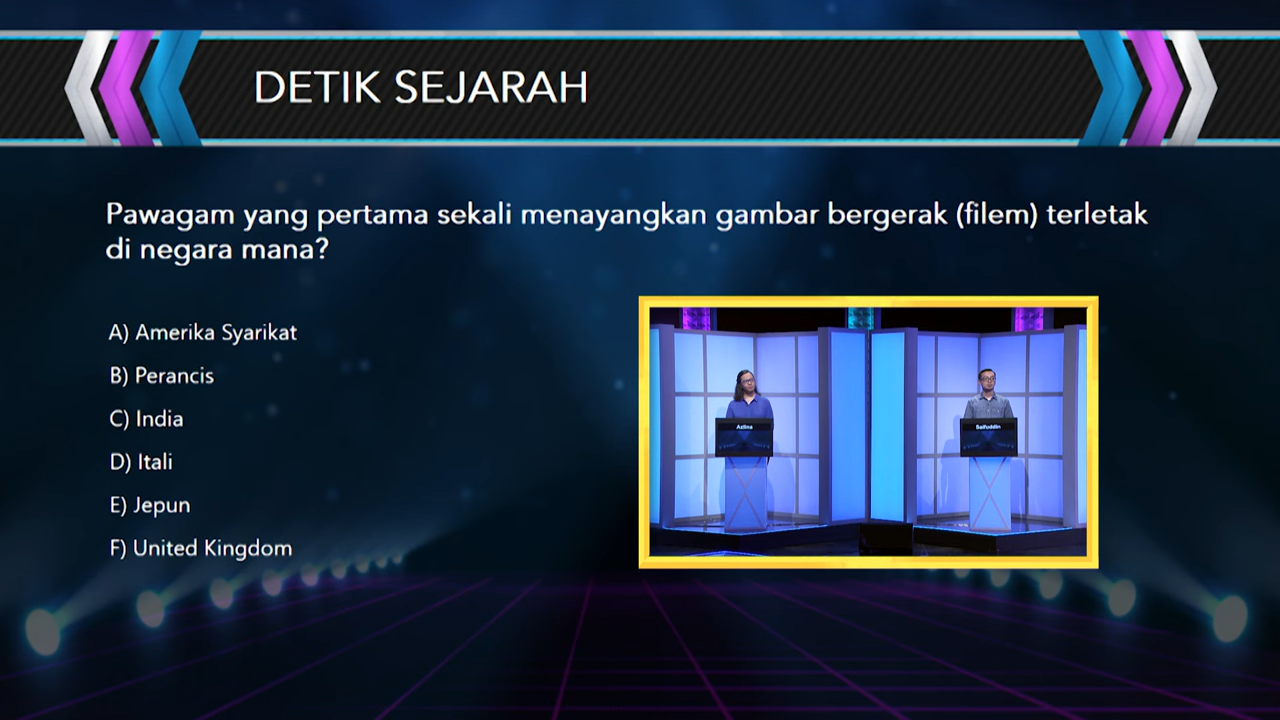 DETIK SEJARAH
Pawagam yang pertama sekali menayangkan gambar bergerak (filem) terletak
di negara mana?
A) Amerika Syarikat
B) Perancis
C) India
D) Itali
E) Jepun
F) United Kingdom
Azlina
Saifuddin